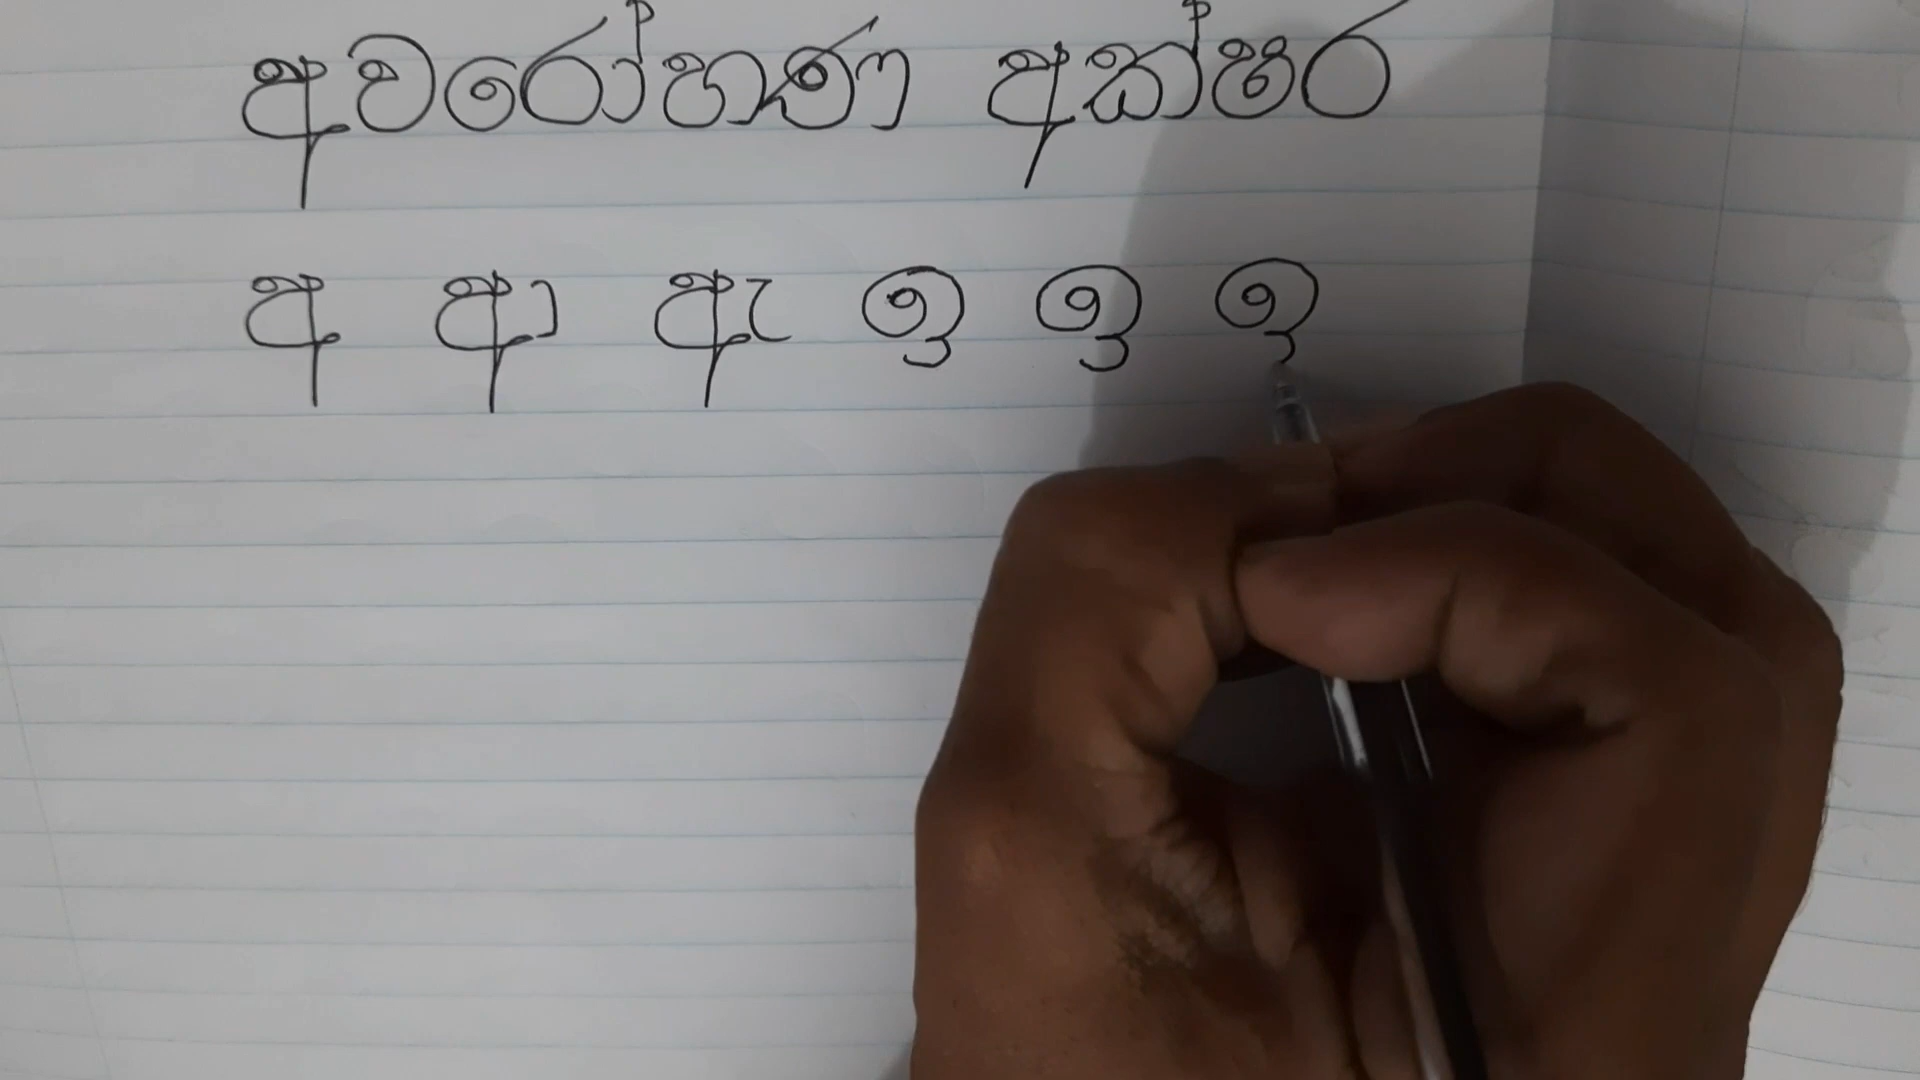 අවරෝහණ අක්ෂර
අ ආ ඇ ඉ ඉ ඉ